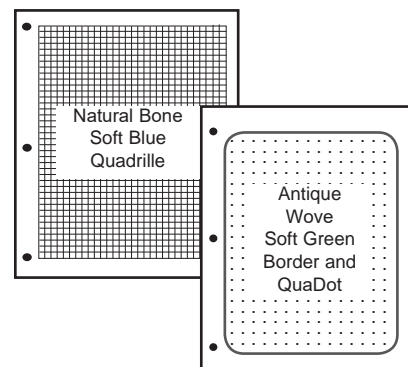 Natural Bone
Soft Blue
Quadrille
Antique
Wove
Soft Green
Border and
QuaDot